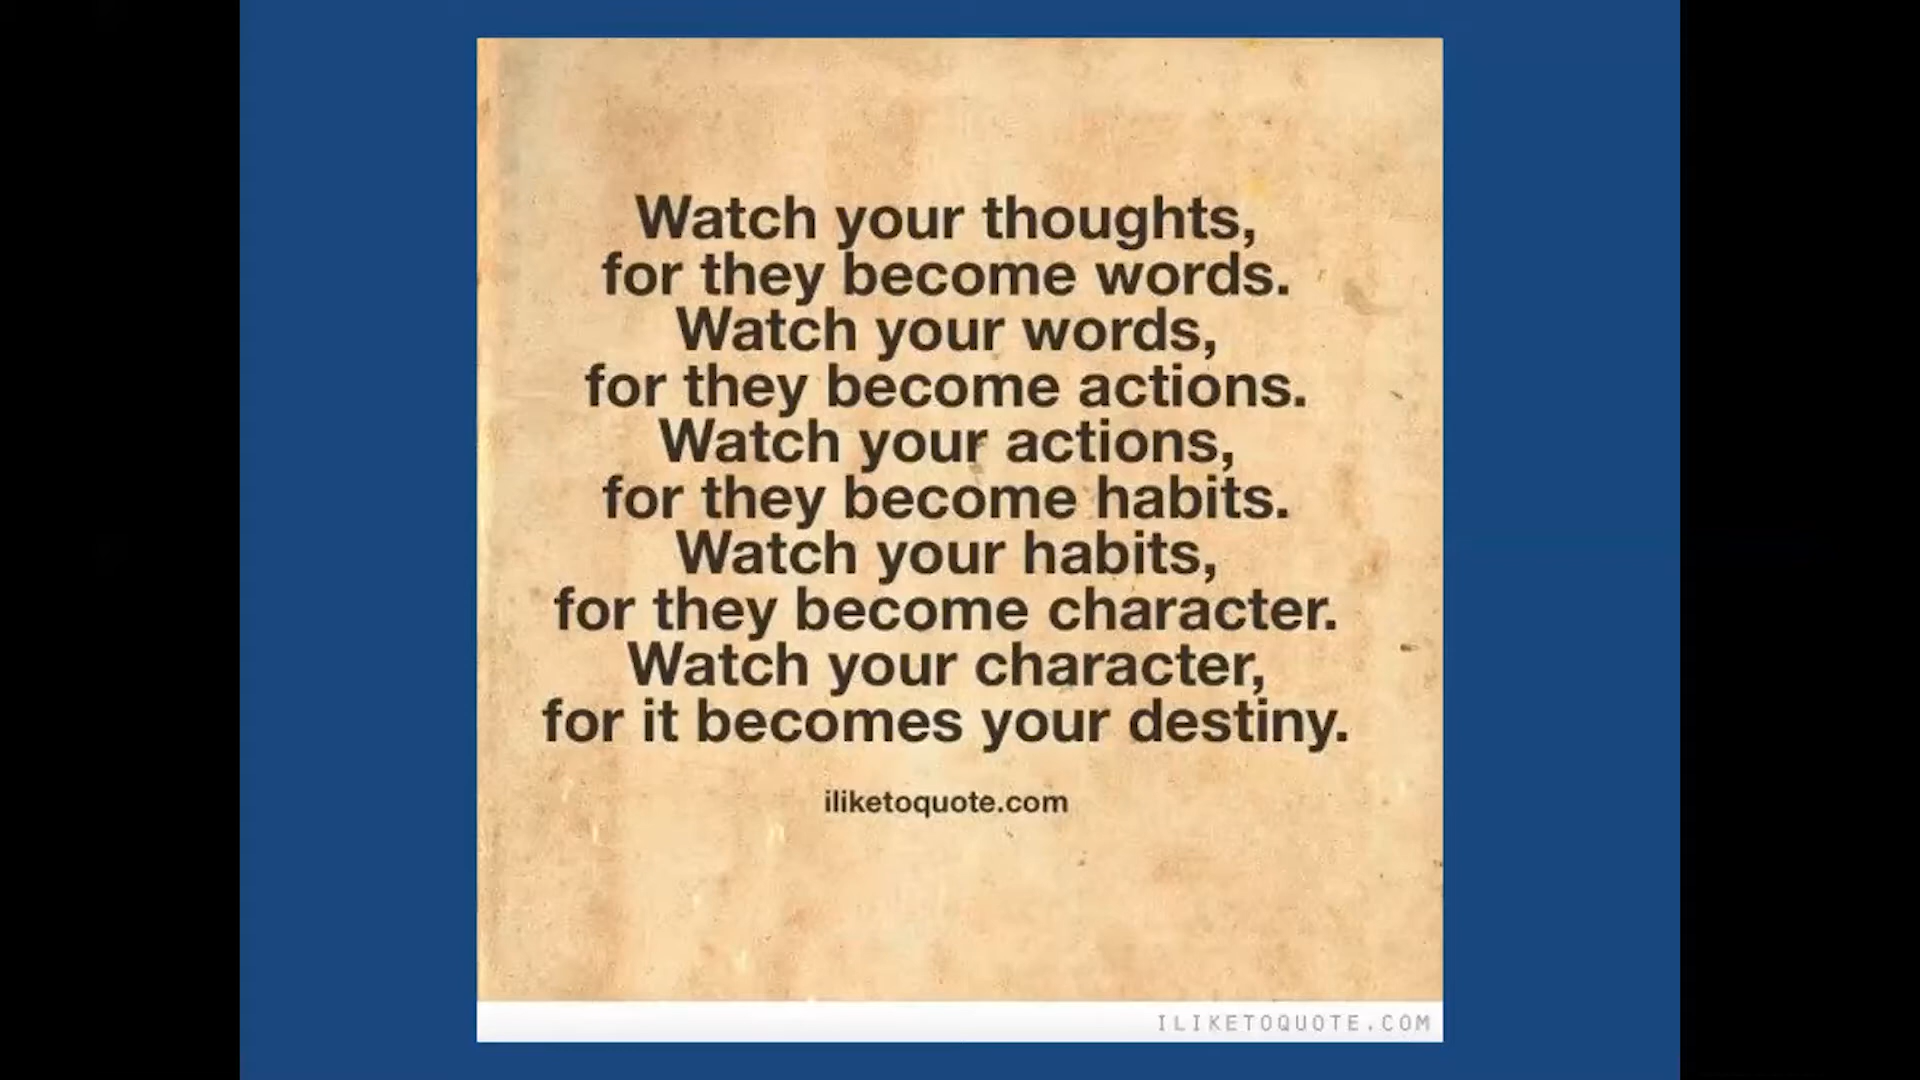 Watch your thoughts,
for they become words.
Watch your words,
for they become actions.
Watch your actions,
for they become habits.
Watch your habits,
for they become character.
Watch your character,
for it becomes your destiny.
iliketoquote.com
ILIKETOQUOTE.COM